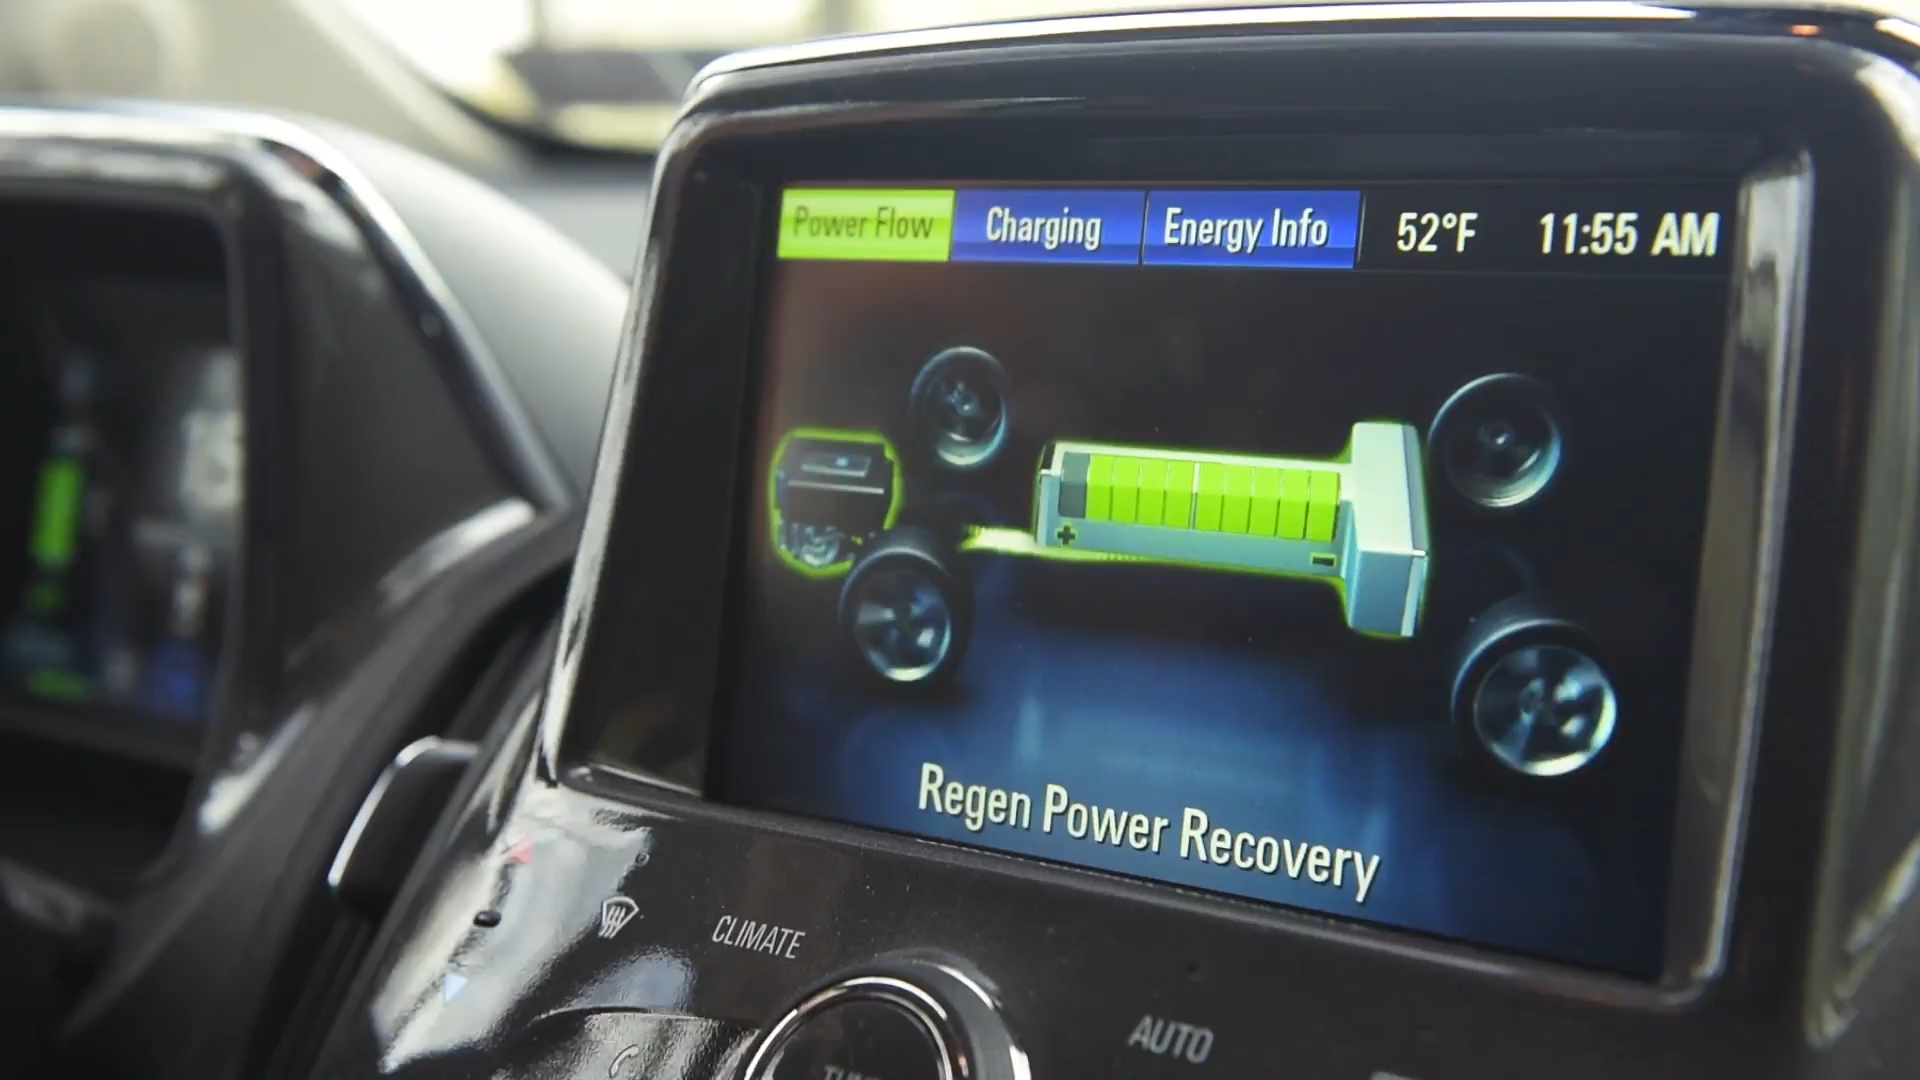 Power Flow Charging Energy Info 52°F 11:55 AM
Regen Power Recovery
CLIMATE
AUTO